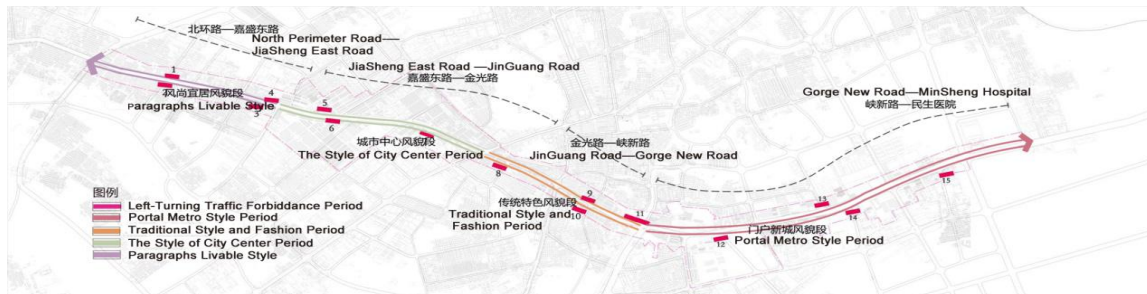 北环路—嘉盛东路
North Perimeter Road—
JiaSheng East Road
JiaSheng East Road —JinGuang Road
嘉盛东路—金光路
Gorge New Road—MinSheng Hospital
峡新路—民生医院
金光路—峡新路
JinGuang Road—Gorge New Road
1
风尚宜居风貌段
Paragraphs Livable Style
3
4
5
6
城市中心风貌段
The Style of City Center Period
8
9
传统特色风貌段
10
Traditional Style and
Fashion Period
11
12
13
14
15
门户新城风貌段
Portal Metro Style Period
图例
Left-Turning Traffic Forbiddance Period
Portal Metro Style Period
Traditional Style and Fashion Period
The Style of City Center Period
Paragraphs Livable Style